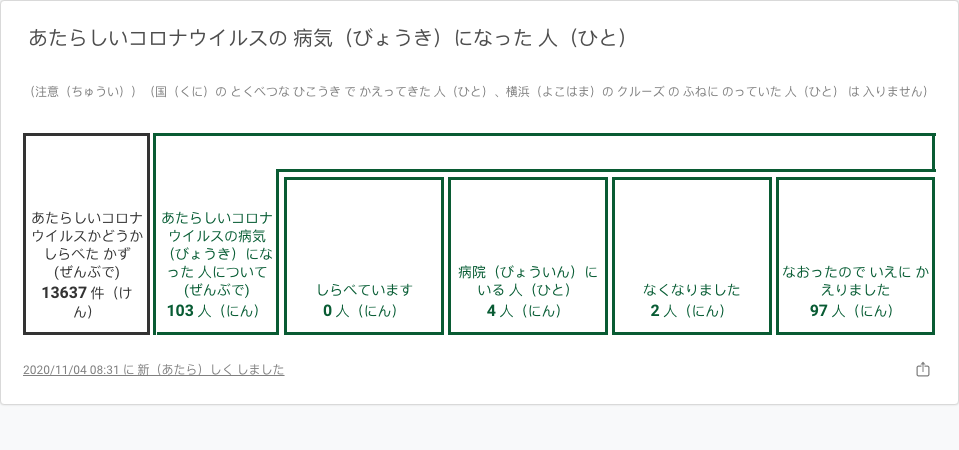 あたらしいコロナウイルスの 病気（びょうき）になった 人（ひと）
（注意（ちゅうい））（国（くに）の とくべつな ひこうき で かえってきた 人（ひと）、横浜（よこはま）の クルーズ の ふねに のっていた 人（ひと） は 入りません）
あたらしいコロナ
ウイルスかどうか
しらべた かず
(ぜんぶで)
13637 件（け
ん）
あたらしいコロナ
ウイルスの病気
（びょうき）にな
った 人について
(ぜんぶで)
103 人（にん）
しらべています
0 人（にん）
病院（びょういん）に
いる 人（ひと）
4 人（にん）
なくなりました
2 人（にん）
なおったので いえに か
えりました
97 人（にん）
2020/11/04 08:31 に 新（あたら）しく しました